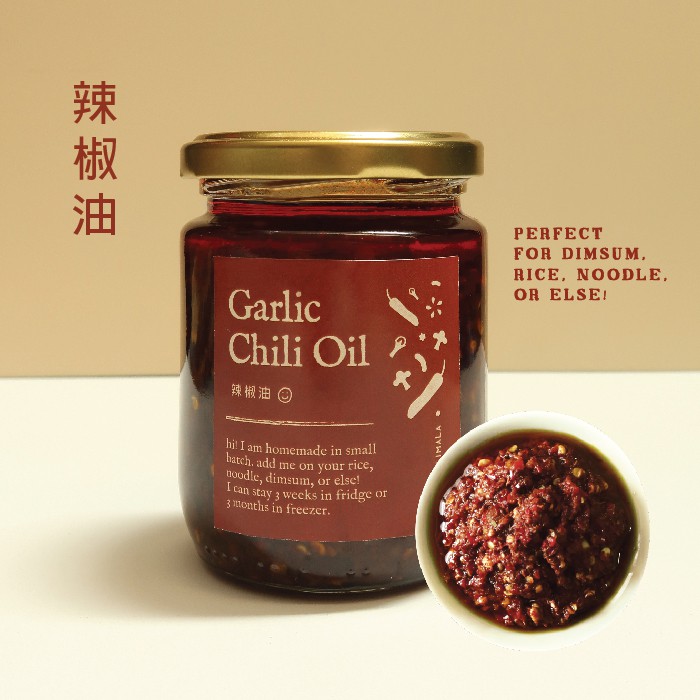 辣椒油
PERFECT
FOR DIMSUM,
RICE, NOODLE,
OR ELSE!
Garlic
Chili Oil
辣椒油
hi! I am homemade in small
batch. add me on your rice,
noodle, dimsum, or else!
I can stay 3 weeks in fridge or
3 months in freezer.